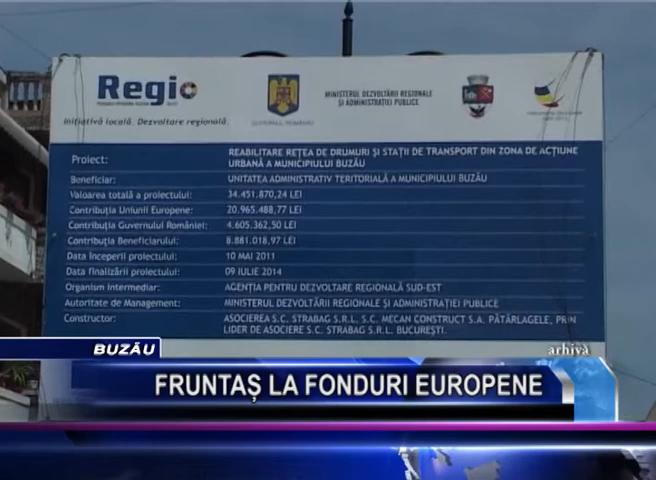 Regio
Inițiativă locală. Dezvoltare regională.
MINISTERUL DEZVOLTĂRII REGIONALE
ȘI ADMINISTRAȚIEI PUBLICE
Proiect: REABILITARE REȚEA DE DRUMURI ȘI STAȚII DE TRANSPORT DIN ZONA DE ACȚIUNE
URBANĂ A MUNICIPIULUI BUZĂU
Beneficiar: UNITATEA ADMINISTRATIV TERITORIALĂ A MUNICIPIULUI BUZĂU
Valoarea totală a proiectului: 34.451.870,24 LEI
Contribuția Uniunii Europene: 20.965.488,77 LEI
Contribuția Guvernului României: 4.605.362,50 LEI
Contribuția Beneficiarului: 8.881.018,97 LEI
Data începerii proiectului: 10 MAI 2011
Data finalizării proiectului: 09 IULIE 2014
Organism Intermediar: AGENȚIA PENTRU DEZVOLTARE REGIONALĂ SUD-EST
Autoritate de Management: MINISTERUL DEZVOLTĂRII REGIONALE ȘI ADMINISTRAȚIEI PUBLICE
Constructor: ASOCIEREA S.C. STRABAG S.R.L. S.C. MECAN CONSTRUCT S.A. PĂTÂRLAGELE, PRIN
LIDER DE ASOCIERE S.C. STRABAG S.R.L. BUCUREȘTI.
BUZĂU
arhivă
FRUNTAȘ LA FONDURI EUROPENE